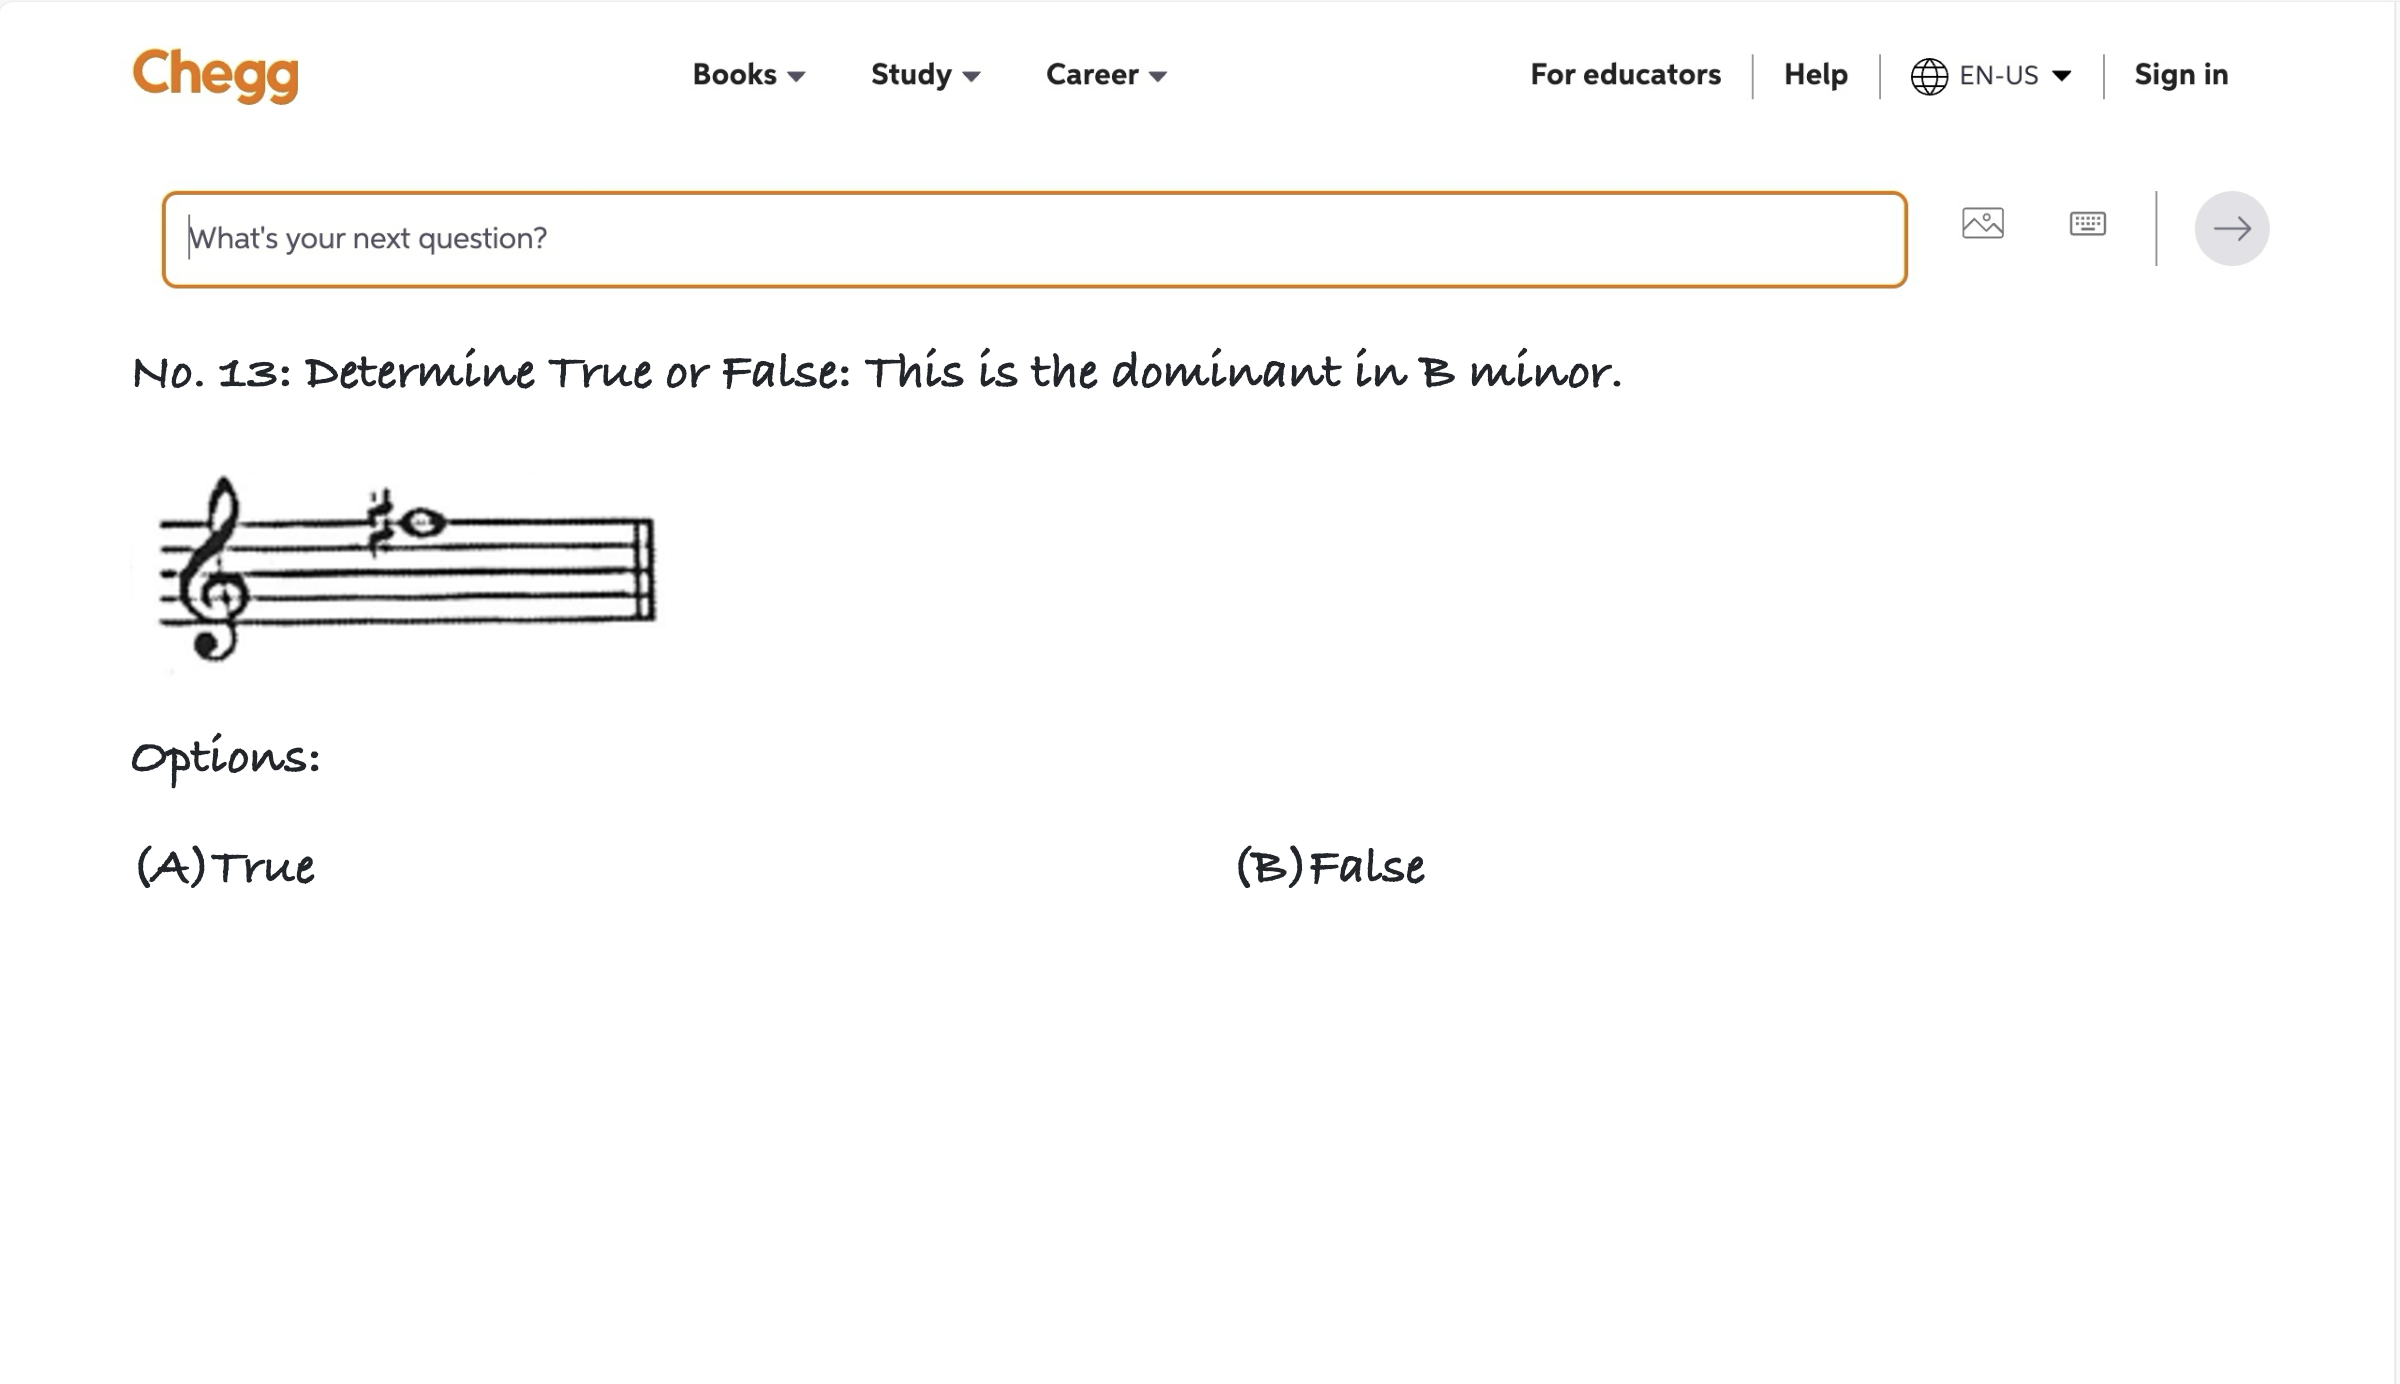 Chegg
Books Study Career For educators Help EN-US Sign in
What's your next question?
No. 13: Determine True or False: This is the dominant in B minor.
Options:
(A) True (B) False